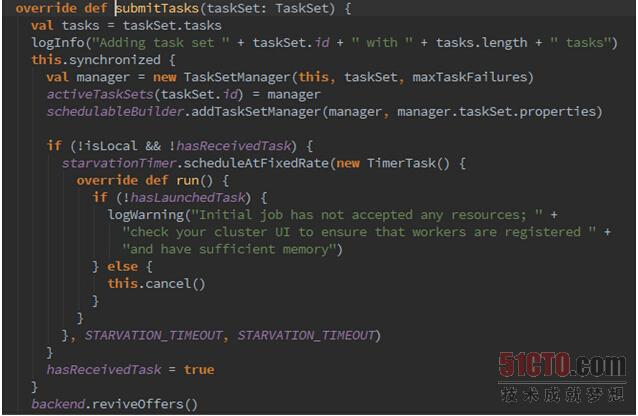 override def submitTasks(taskSet: TaskSet) {
  val tasks = taskSet.tasks
  logInfo("Adding task set " + taskSet.id + " with " + tasks.length + " tasks")
  this.synchronized {
    val manager = new TaskSetManager(this, taskSet, maxTaskFailures)
    activeTaskSets(taskSet.id) = manager
    schedulableBuilder.addTaskSetManager(manager, manager.taskSet.properties)

    if (!isLocal && !hasReceivedTask) {
      starvationTimer.scheduleAtFixedRate(new TimerTask() {
        override def run() {
          if (!hasLaunchedTask) {
            logWarning("Initial job has not accepted any resources; " +
              "check your cluster UI to ensure that workers are registered " +
              "and have sufficient memory")
          } else {
            this.cancel()
          }
        }
      }, STARVATION_TIMEOUT, STARVATION_TIMEOUT)
    }
    hasReceivedTask = true
  }
  backend.reviveOffers()
51CTO.com
技术成就梦想